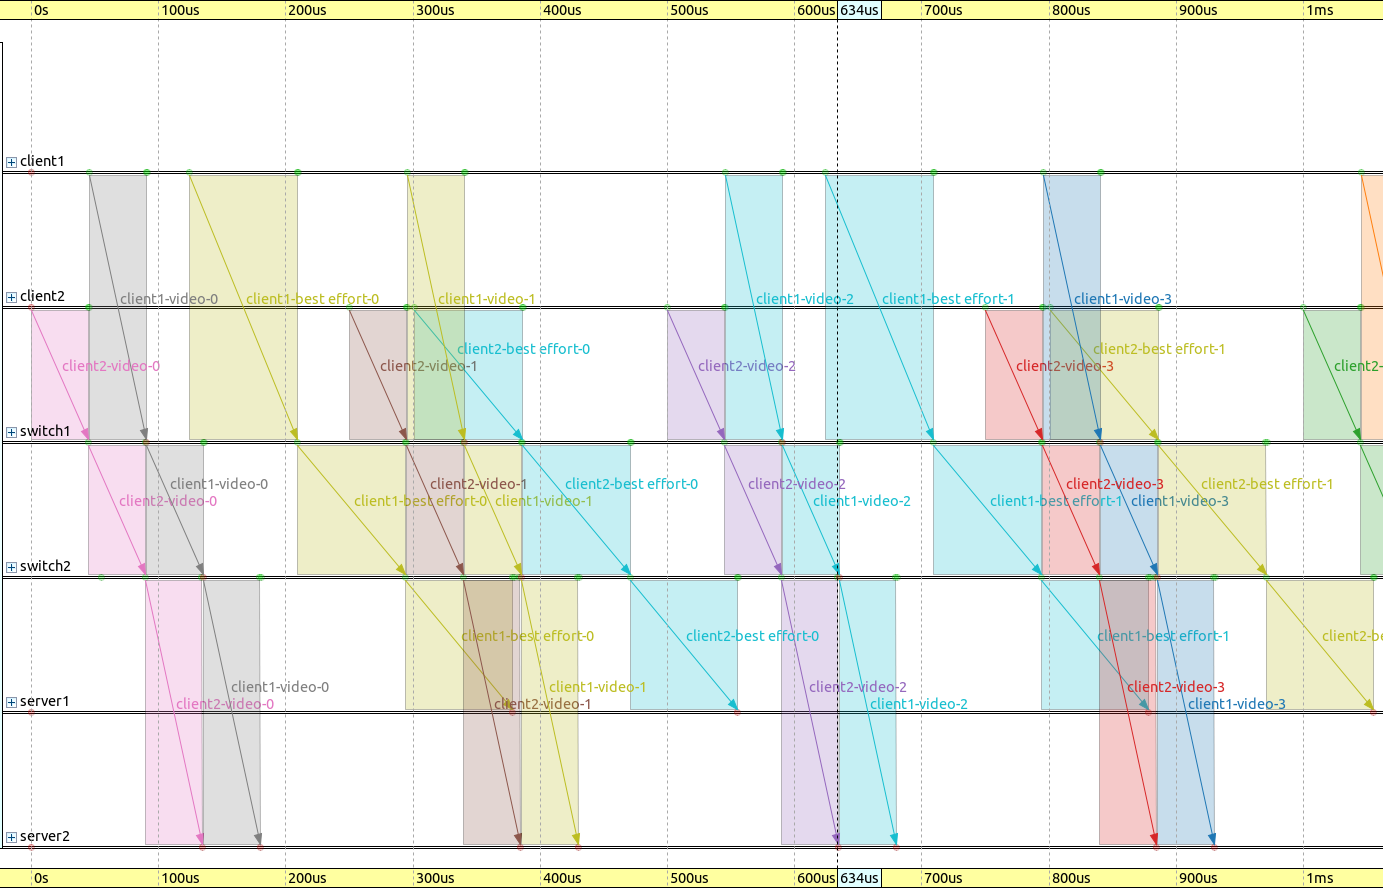 0s 100us 200us 300us 400us 500us 600us 634us 700us 800us 900us 1ms
client1
client2
client1-video-0 client1-best effort-0 client1-video-1 client1-video-2 client1-best effort-1 client1-video-3
client2-best effort-0 client2-best effort-1
client2-video-0 client2-video-1 client2-video-2 client2-video-3 client2-
switch1
client1-video-0 client2-video-1 client2-best effort-0 client2-video-2 client2-video-3 client2-best effort-1
client2-video-0 client1-best effort-0 client1-video-1 client1-video-2 client1-best effort-1 client1-video-3
switch2
client1-best effort-0 client2-best effort-0 client1-best effort-1 client2-be
client1-video-0 client1-video-1 client2-video-2 client2-video-3
server1
client2-video-0 client2-video-1 client1-video-2 client1-video-3
server2
0s 100us 200us 300us 400us 500us 600us 634us 700us 800us 900us 1ms